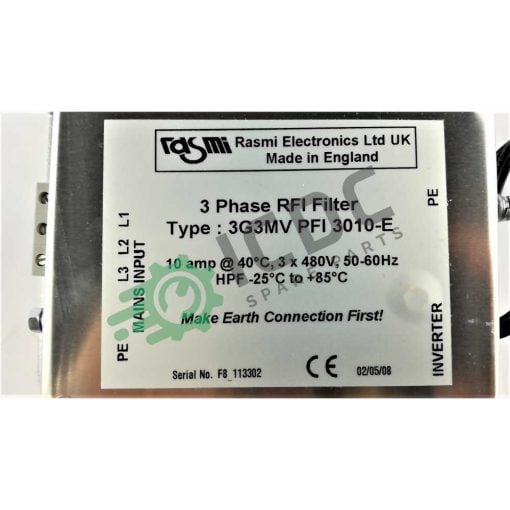 rasmi Rasmi Electronics Ltd UK
Made in England
3 Phase RFI Filter
Type : 3G3MV PFI 3010-E
10 amp @ 40°C, 3 x 480V, 50-60Hz
HPF -25°C to +85°C
Make Earth Connection First!
Serial No. F8_113302
CE
02/05/08
PE L3 L2 L1
MAINS INPUT
PE
INVERTER
ICDC
SPARE PARTS